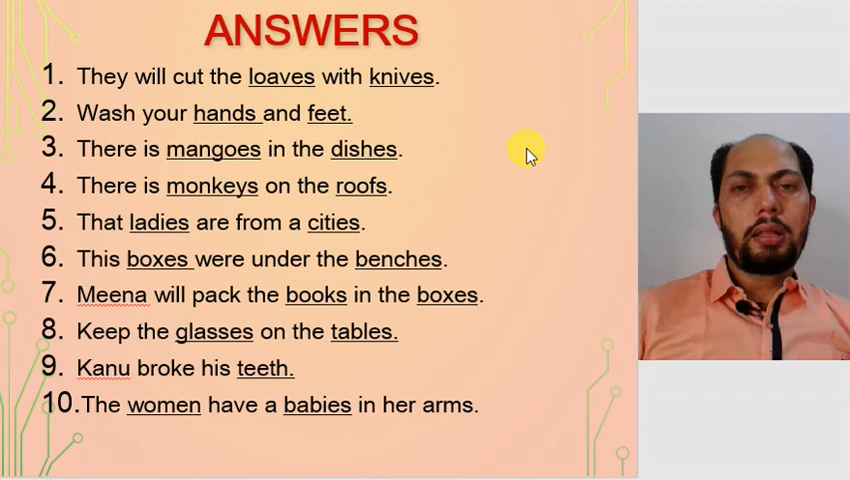 ANSWERS
1. They will cut the loaves with knives.
2. Wash your hands and feet.
3. There is mangoes in the dishes.
4. There is monkeys on the roofs.
5. That ladies are from a cities.
6. This boxes were under the benches.
7. Meena will pack the books in the boxes.
8. Keep the glasses on the tables.
9. Kanu broke his teeth.
10.The women have a babies in her arms.